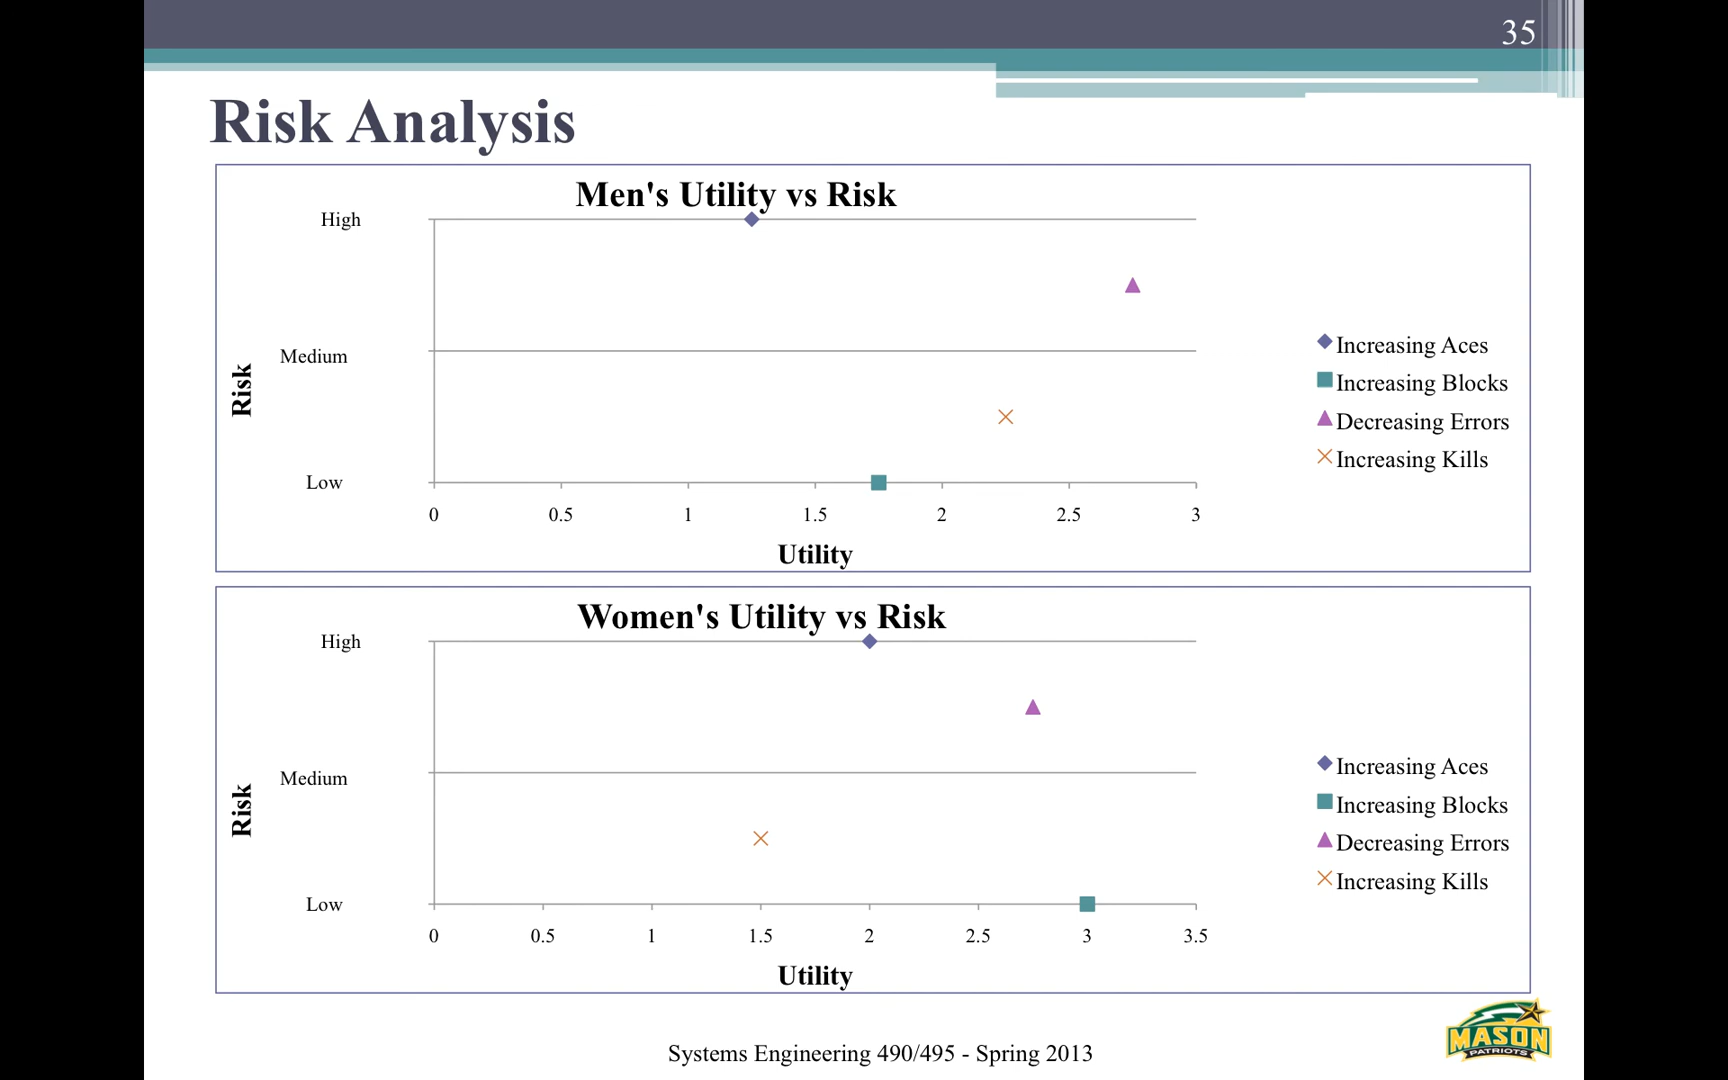 35
Risk Analysis
Men's Utility vs Risk
High
Medium
Low
Risk
0 0.5 1 1.5 2 2.5 3
Utility
Increasing Aces
Increasing Blocks
Decreasing Errors
Increasing Kills
Women's Utility vs Risk
High
Medium
Low
Risk
0 0.5 1 1.5 2 2.5 3 3.5
Utility
Increasing Aces
Increasing Blocks
Decreasing Errors
Increasing Kills
Systems Engineering 490/495 - Spring 2013
MASON
PATRIOTS